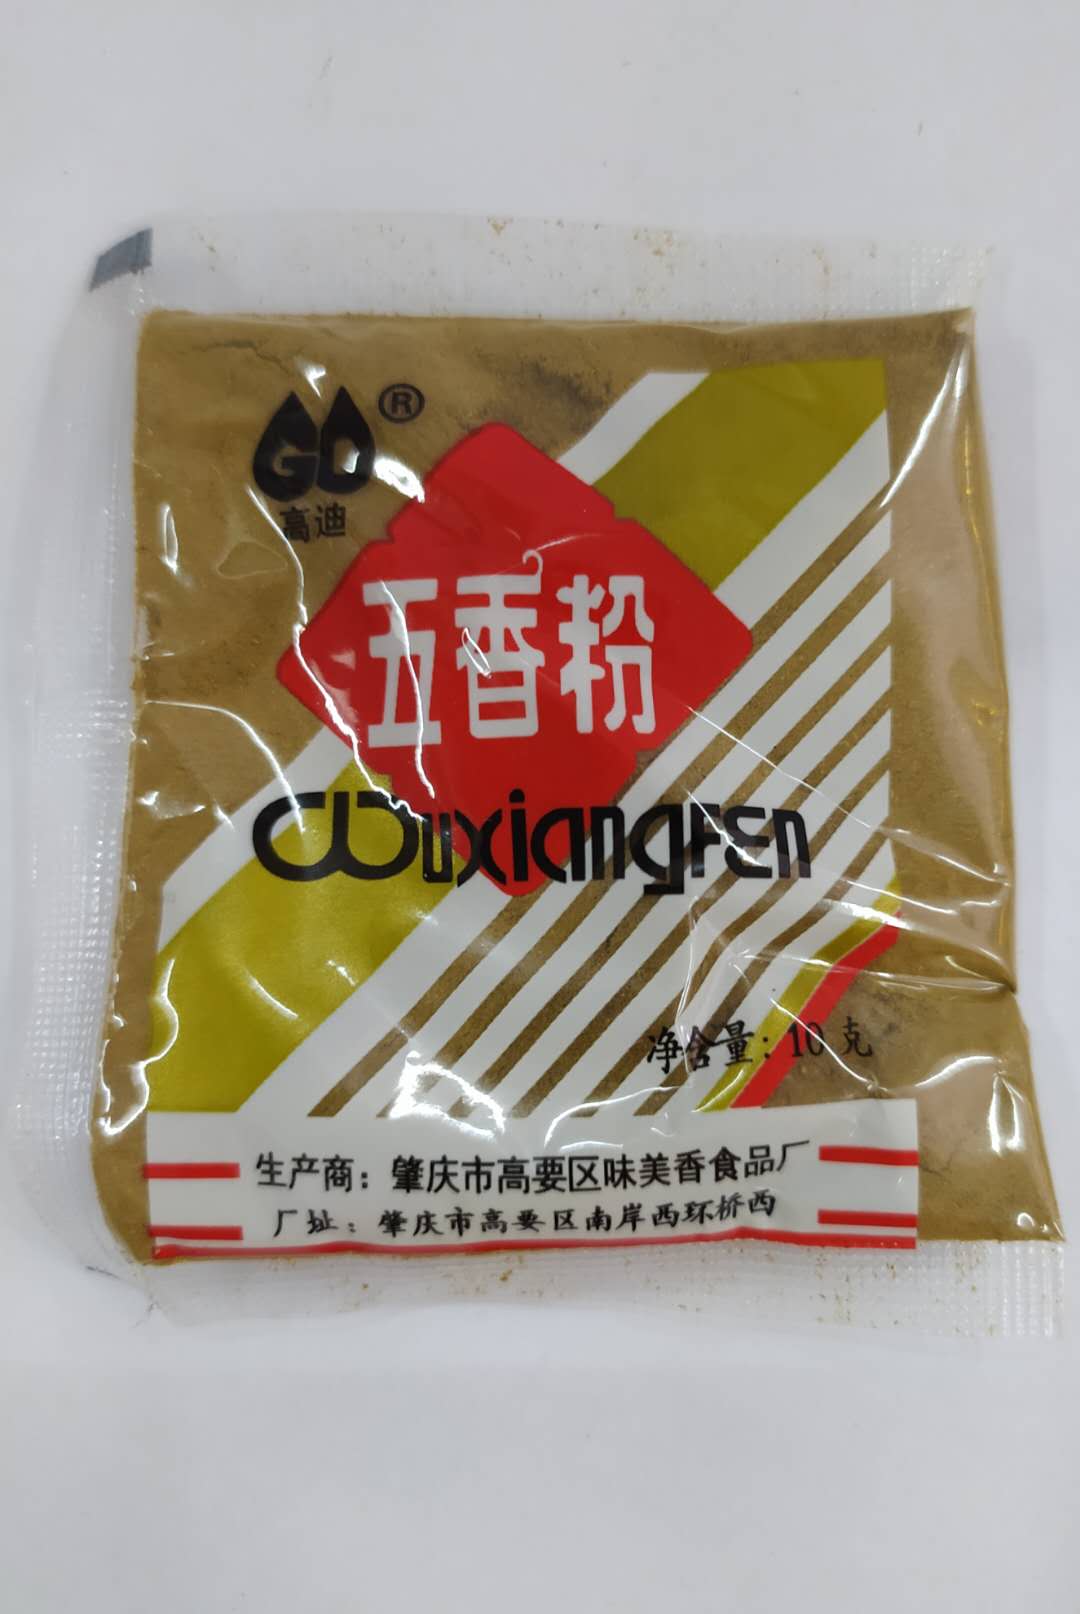 GD®
高迪
五香粉
WuxiangFEn
净含量：10克
生产商：肇庆市高要区味美香食品厂
厂址：肇庆市高要区南岸西环桥西